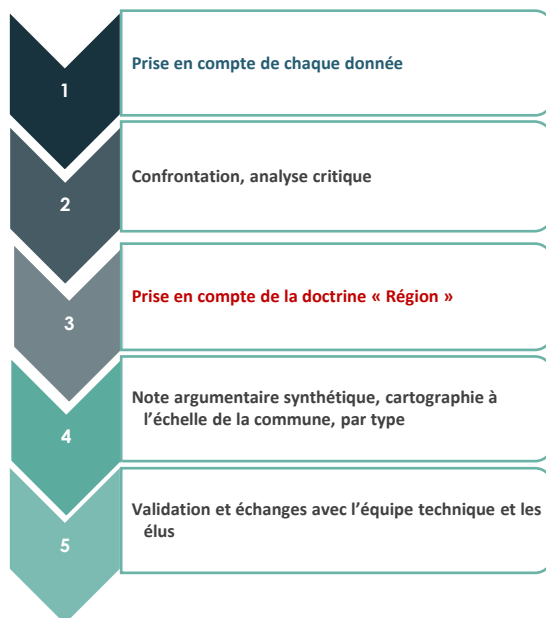 1
Prise en compte de chaque donnée
2
Confrontation, analyse critique
3
Prise en compte de la doctrine « Région »
4
Note argumentaire synthétique, cartographie à
l’échelle de la commune, par type
5
Validation et échanges avec l’équipe technique et les
élus